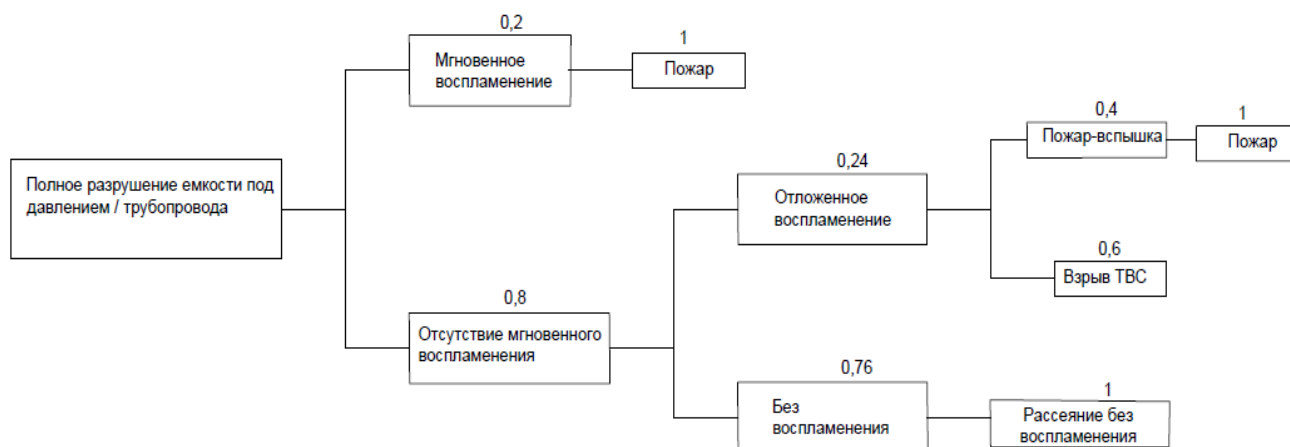 0,2
Мгновенное
воспламенение
1
Пожар
Полное разрушение емкости под
давлением / трубопровода
0,8
Отсутствие мгновенного
воспламенения
0,24
Отложенное
воспламенение
0,4
Пожар-вспышка
1
Пожар
0,6
Взрыв ТВС
0,76
Без
воспламенения
1
Рассеяние без
воспламенения